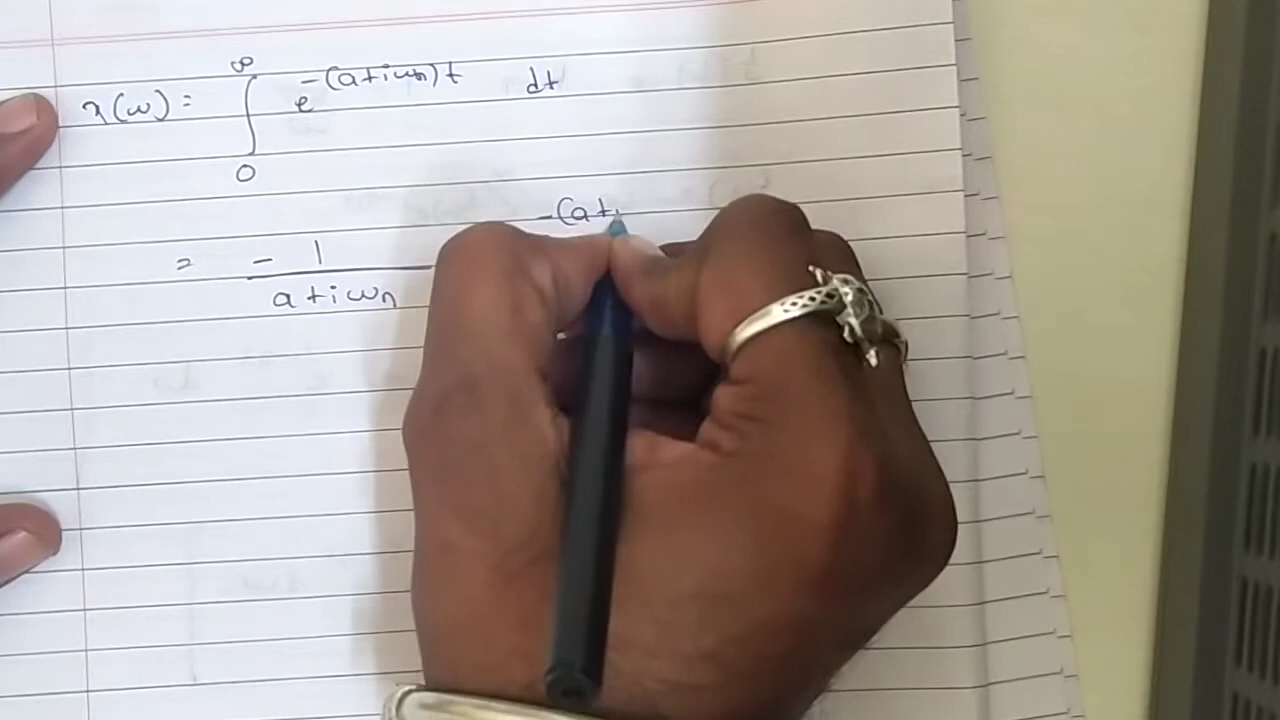 x(ω) = ∫₀^∞ e^-(a+iωn)t dt
= - 1/(a+iωn) -(a+